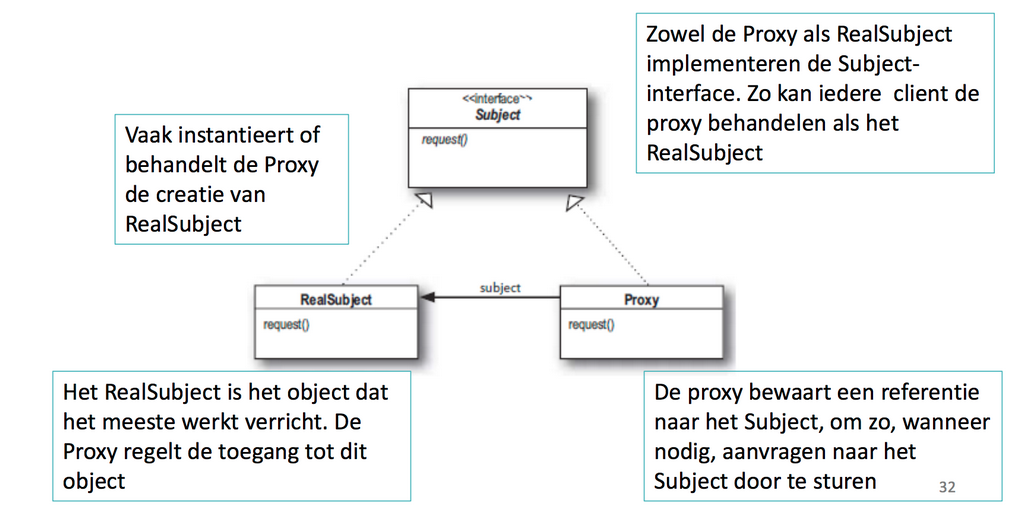 Zowel de Proxy als RealSubject
implementeren de Subject-
interface. Zo kan iedere client de
proxy behandelen als het
RealSubject
<<interface~~
Subject
request()
Vaak instantieert of
behandelt de Proxy
de creatie van
RealSubject
subject
RealSubject
request()
Proxy
request()
Het RealSubject is het object dat
het meeste werkt verricht. De
Proxy regelt de toegang tot dit
object
De proxy bewaart een referentie
naar het Subject, om zo, wanneer
nodig, aanvragen naar het
Subject door te sturen
32